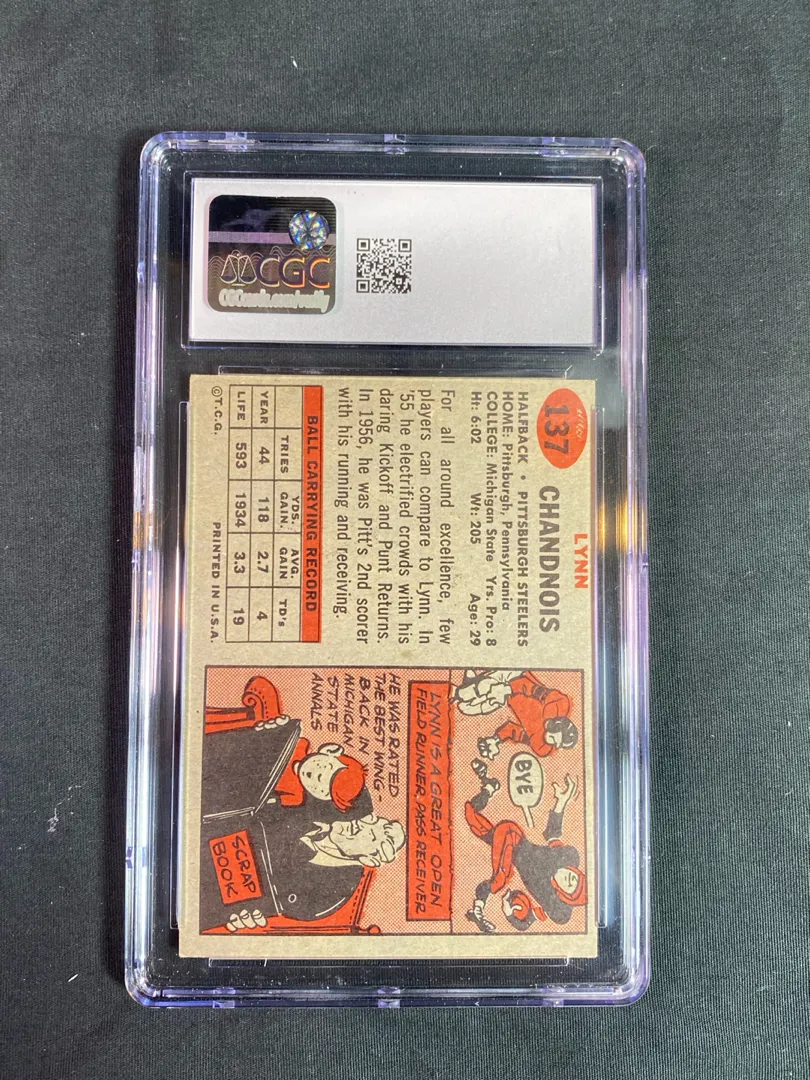 CGC
137
LYNN
CHANDNOIS
HALFBACK • PITTSBURGH STEELERS
HOME: Pittsburgh, Pennsylvania
COLLEGE: Michigan State Yrs. Pro: 8
Ht: 6:02 Wt: 205 Age: 29
For all around excellence, few
players can compare to Lynn. In
'55 he electrified crowds with his
daring Kickoff and Punt Returns.
In 1956, he was Pitt's 2nd scorer
with his running and receiving.
BALL CARRYING RECORD
TRIES YDS. GAIN. AVG. GAIN TD's
YEAR 44 118 2.7 4
LIFE 593 1934 3.3 19
©T.C.G. PRINTED IN U.S.A.
BYE
LYNN IS A GREAT OPEN
FIELD RUNNER, PASS RECEIVER
HE WAS RATED
THE BEST WING-
BACK IN
MICHIGAN
STATE
ANNALS
SCRAP
BOOK